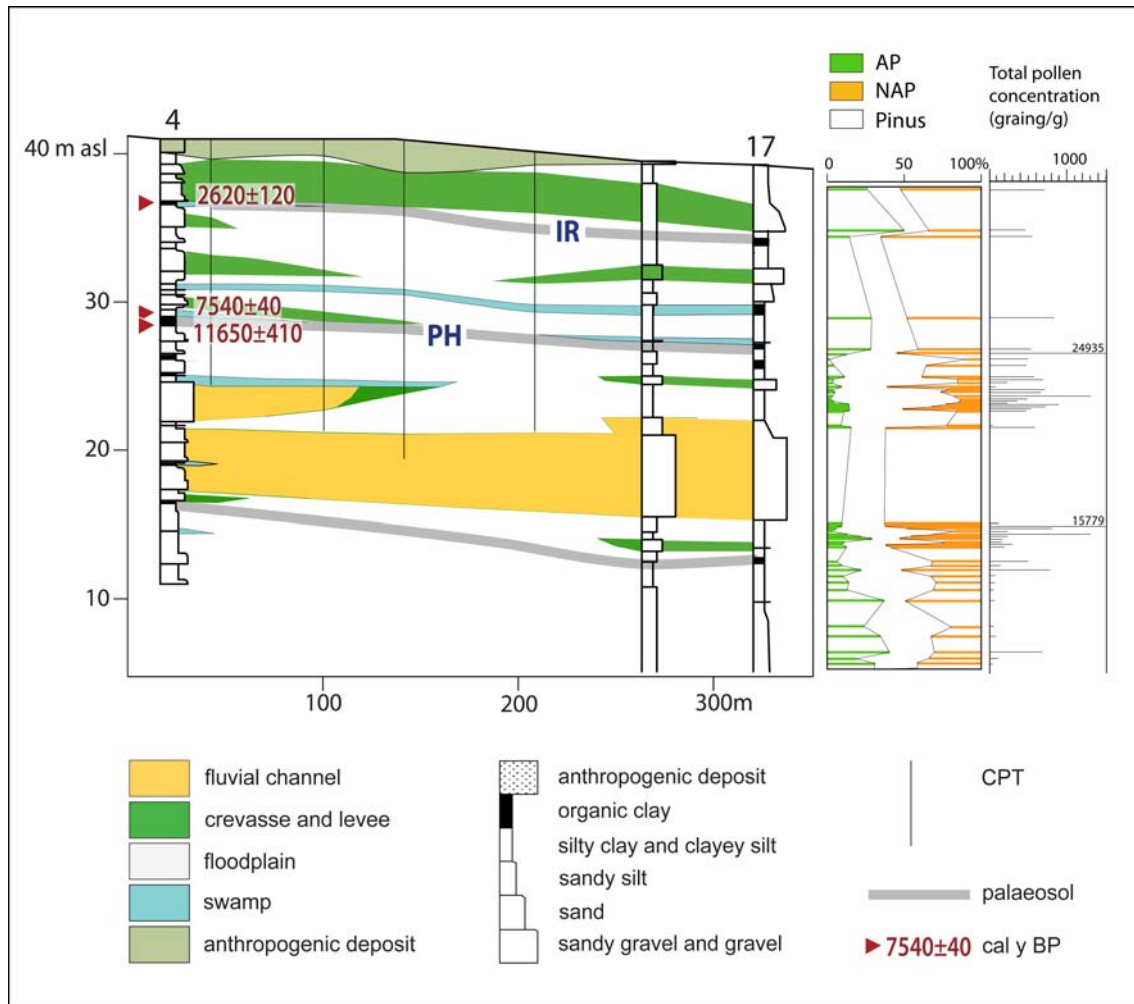 AP
NAP
Pinus
Total pollen
concentration
(graing/g)
4
17
40 m asl
30
20
10
2620±120
7540±40
11650±410
IR
PH
0 50 100%
1000
24935
15779
100 200 300m
fluvial channel
crevasse and levee
floodplain
swamp
anthropogenic deposit
anthropogenic deposit
organic clay
silty clay and clayey silt
sandy silt
sand
sandy gravel and gravel
CPT
palaeosol
7540±40 cal y BP